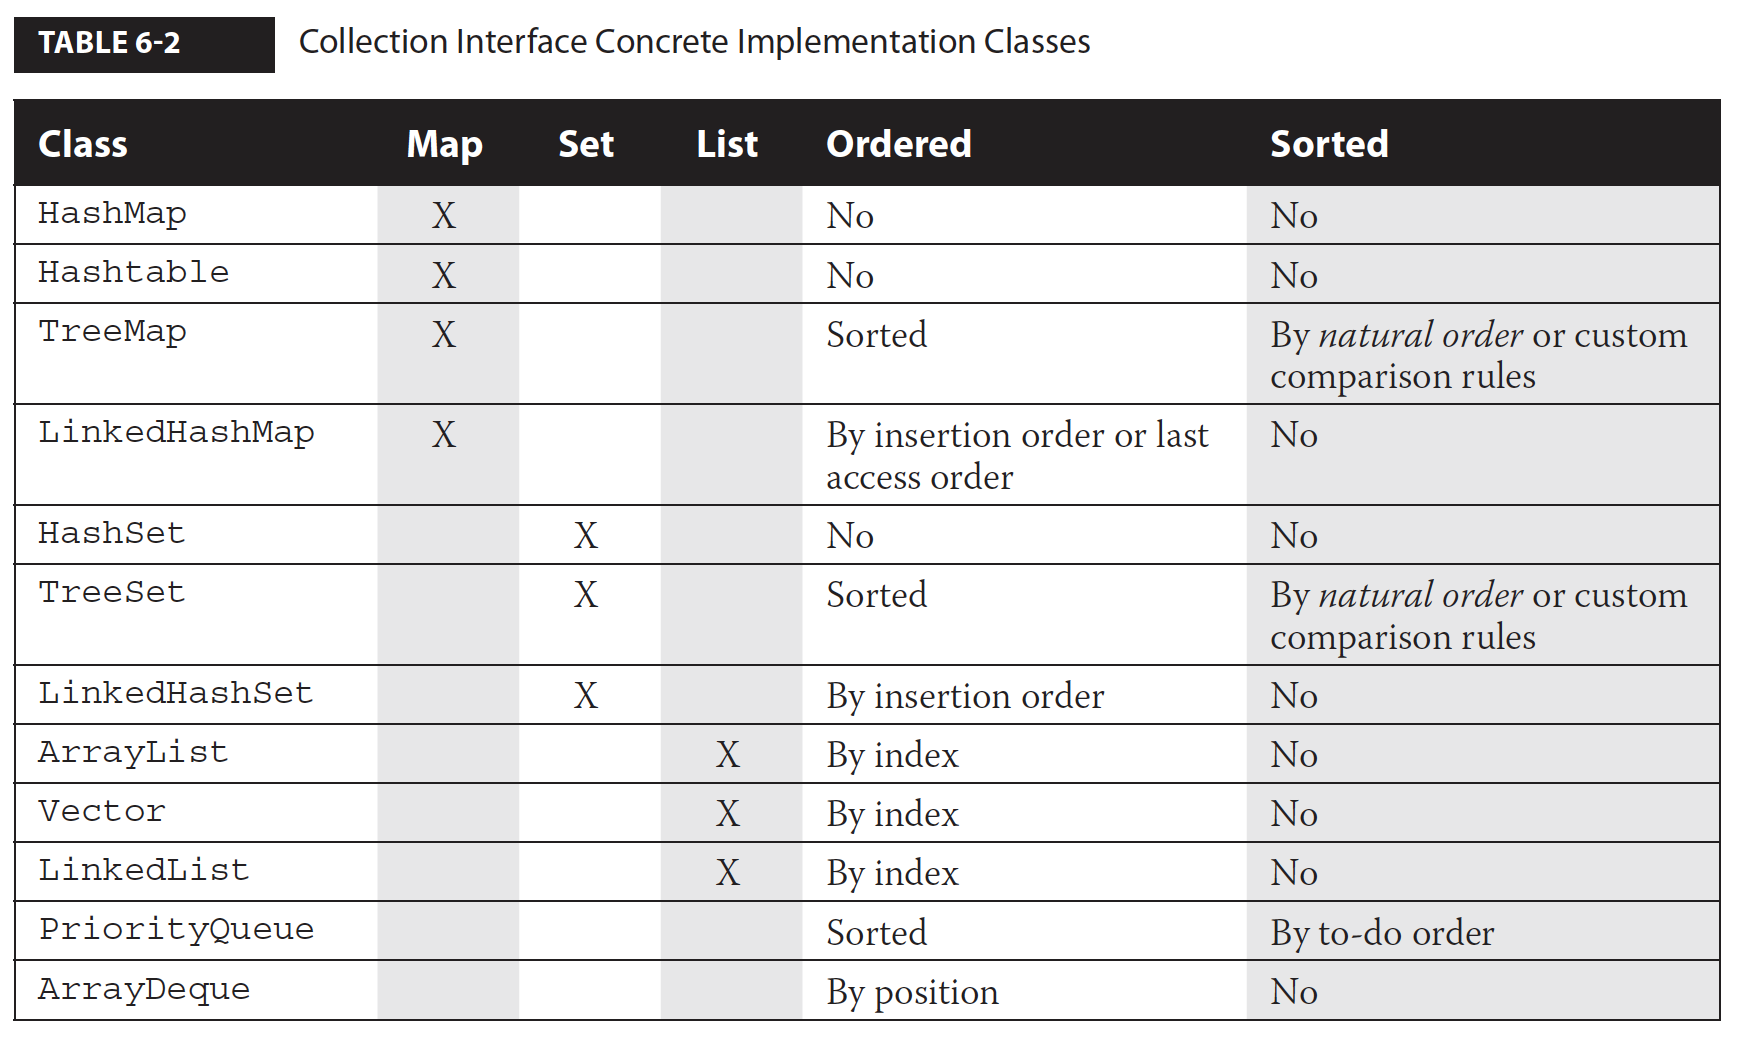 TABLE 6-2 Collection Interface Concrete Implementation Classes
Class Map Set List Ordered Sorted
HashMap X No No
Hashtable X No No
TreeMap X Sorted By natural order or custom
comparison rules
LinkedHashMap X By insertion order or last No
access order
HashSet X No No
TreeSet X Sorted By natural order or custom
comparison rules
LinkedHashSet X By insertion order No
ArrayList X By index No
Vector X By index No
LinkedList X By index No
PriorityQueue Sorted By to-do order
ArrayDeque By position No